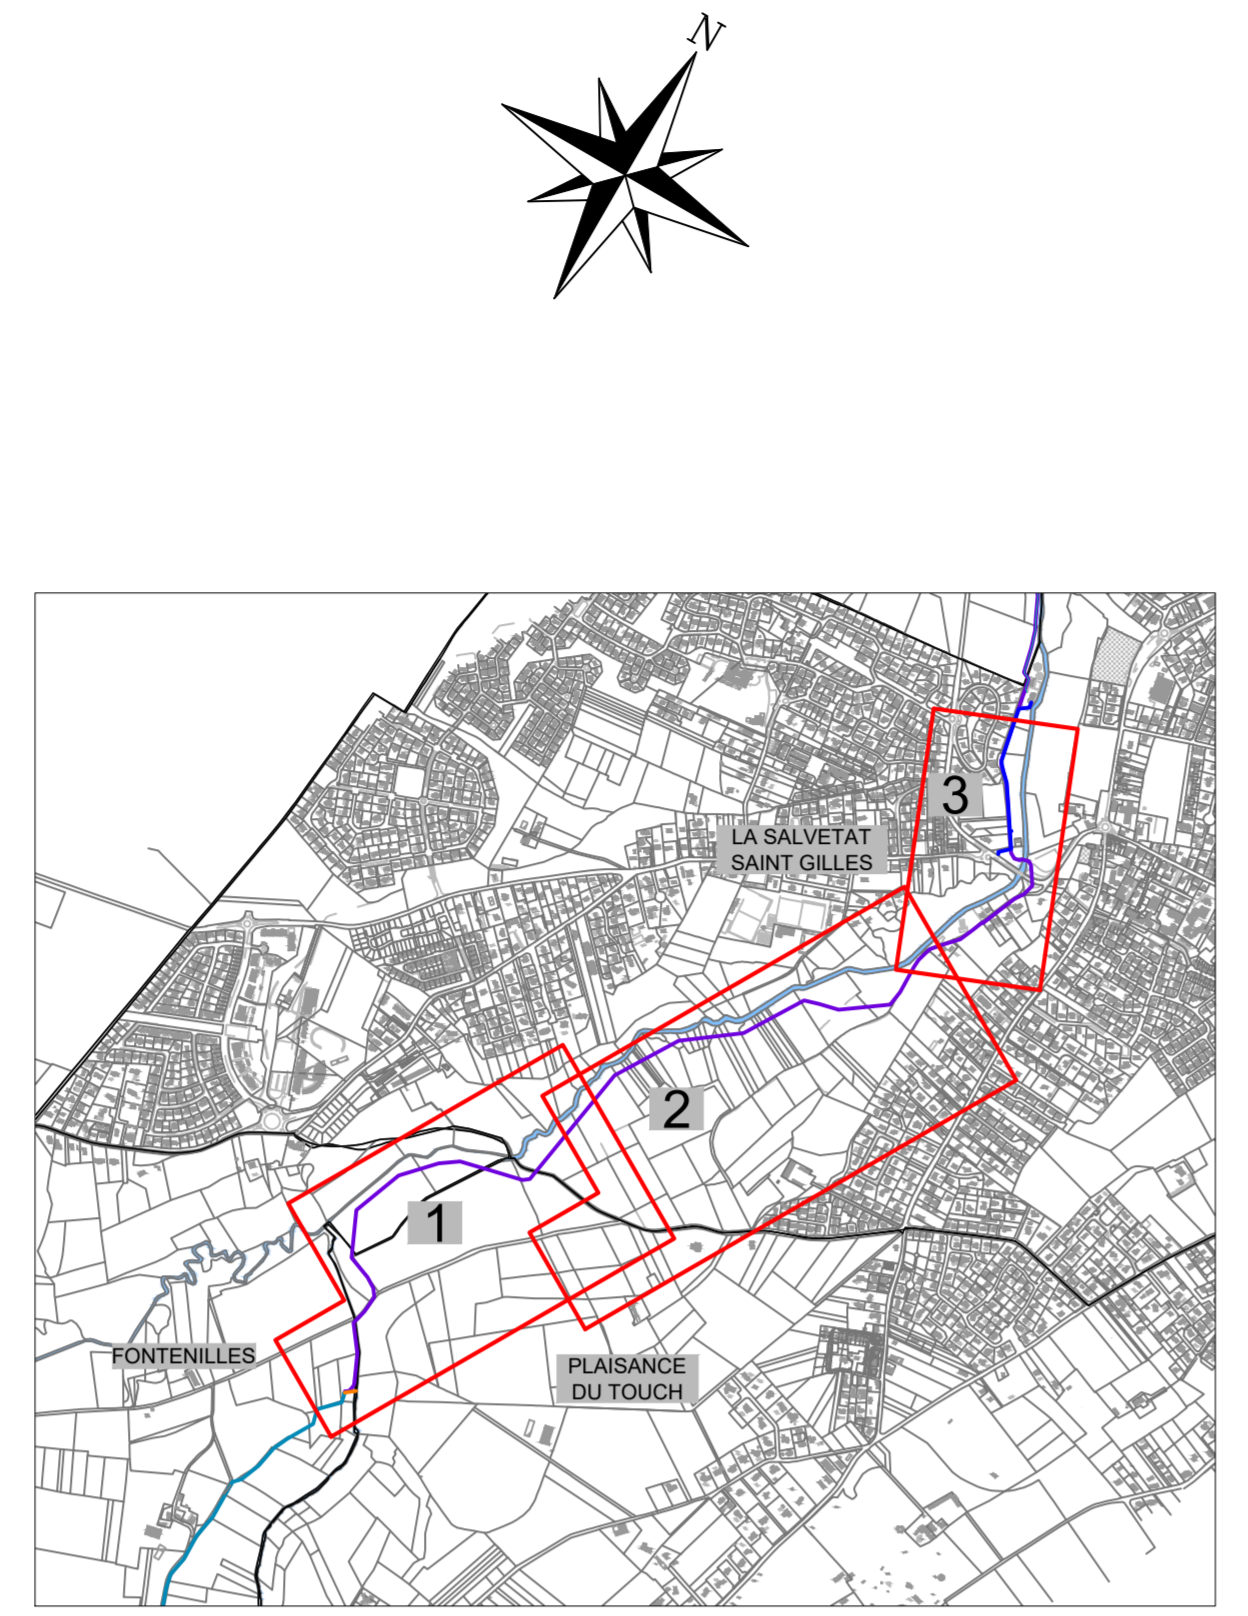 N
3
LA SALVETAT
SAINT GILLES
2
1
FONTENILLES
PLAISANCE
DU TOUCH